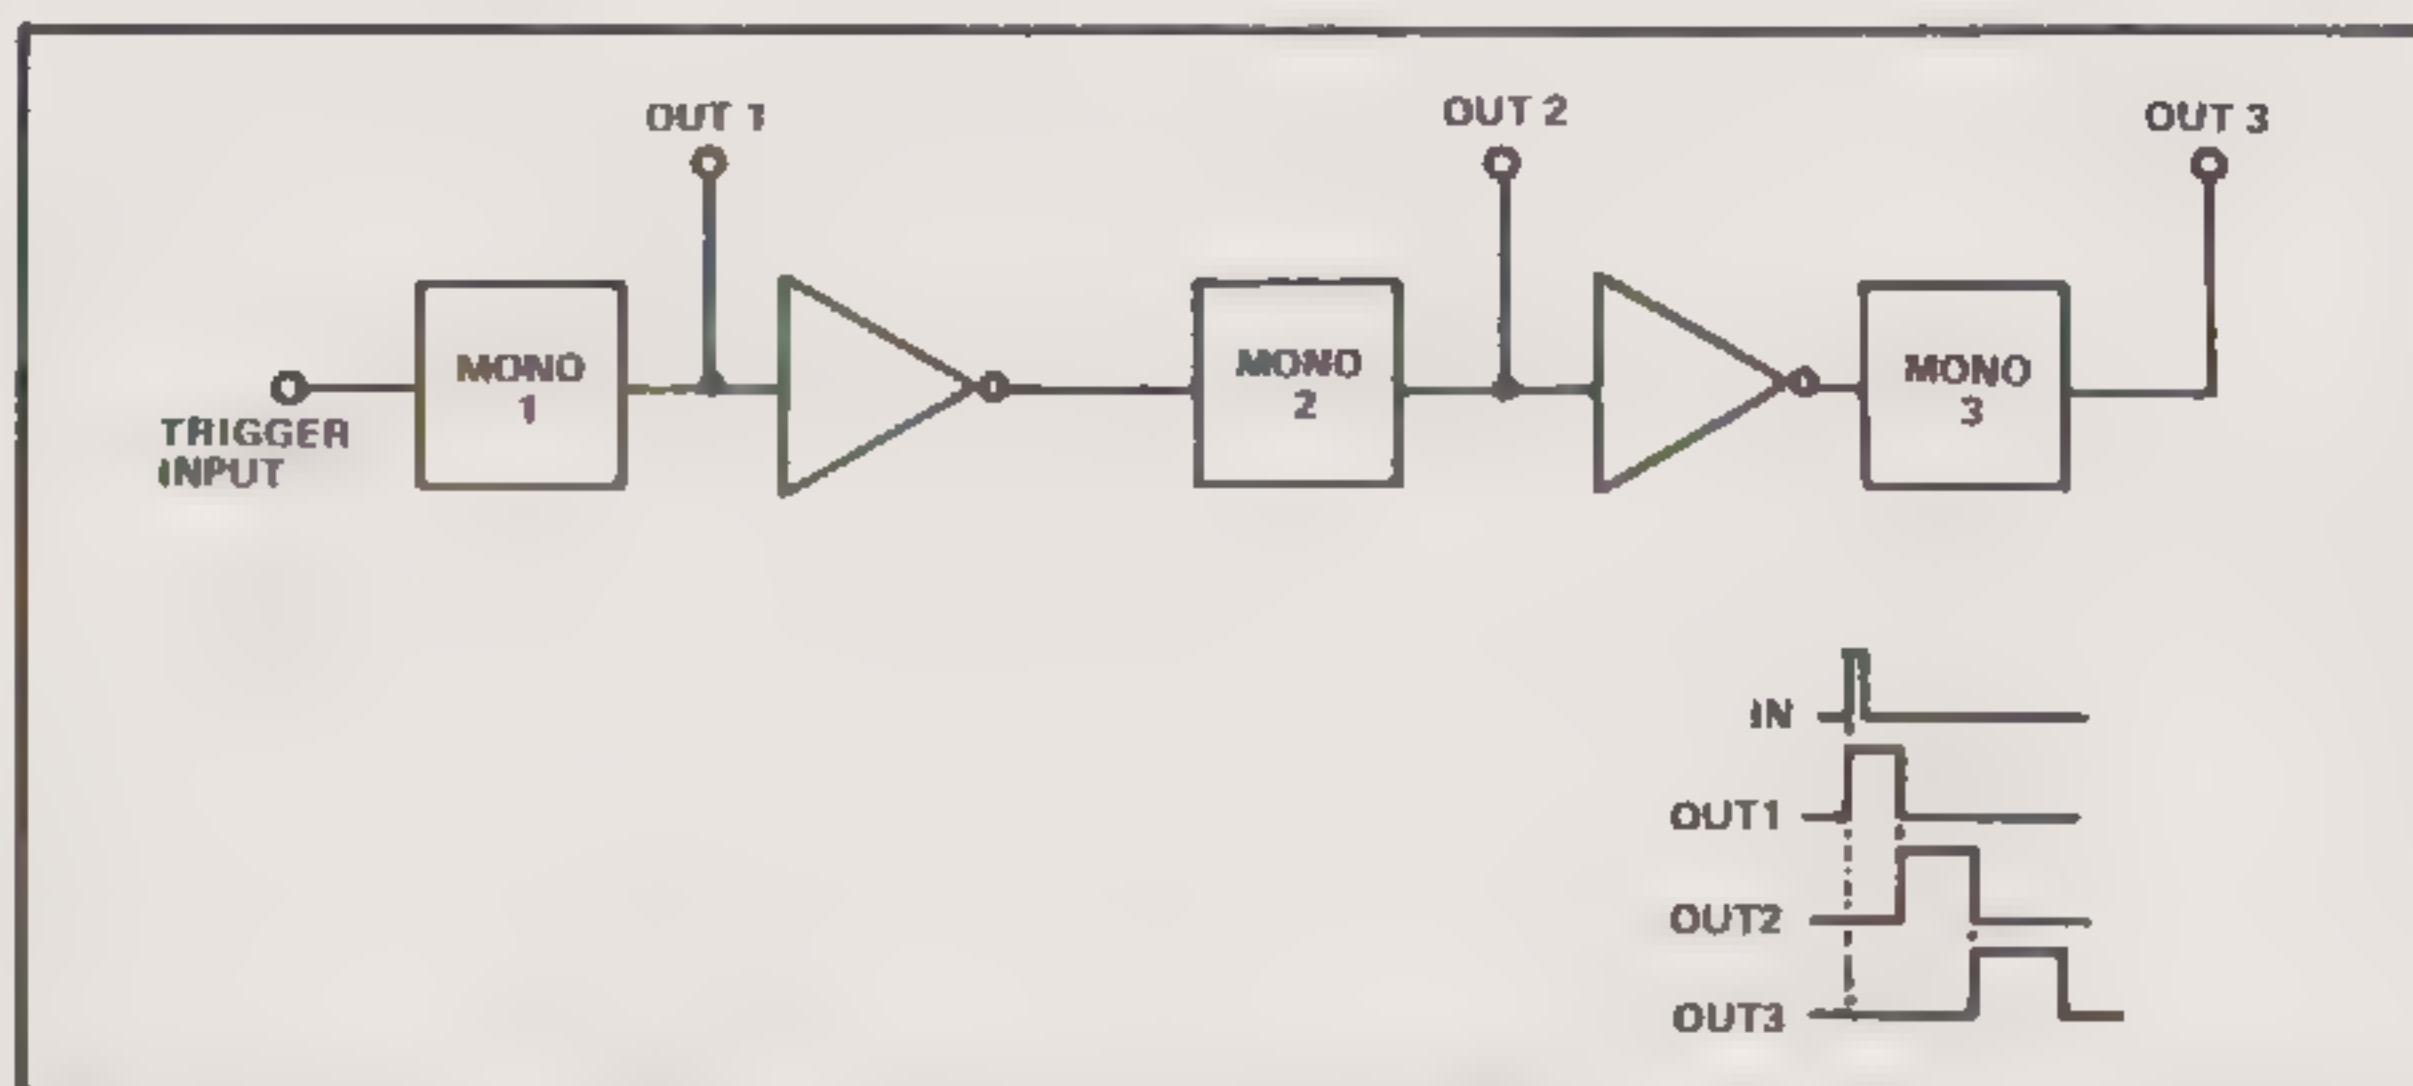 OUT 1
OUT 2
OUT 3
MONO
1
MONO
2
MONO
3
TRIGGER
INPUT
IN
OUT1
OUT2
OUT3